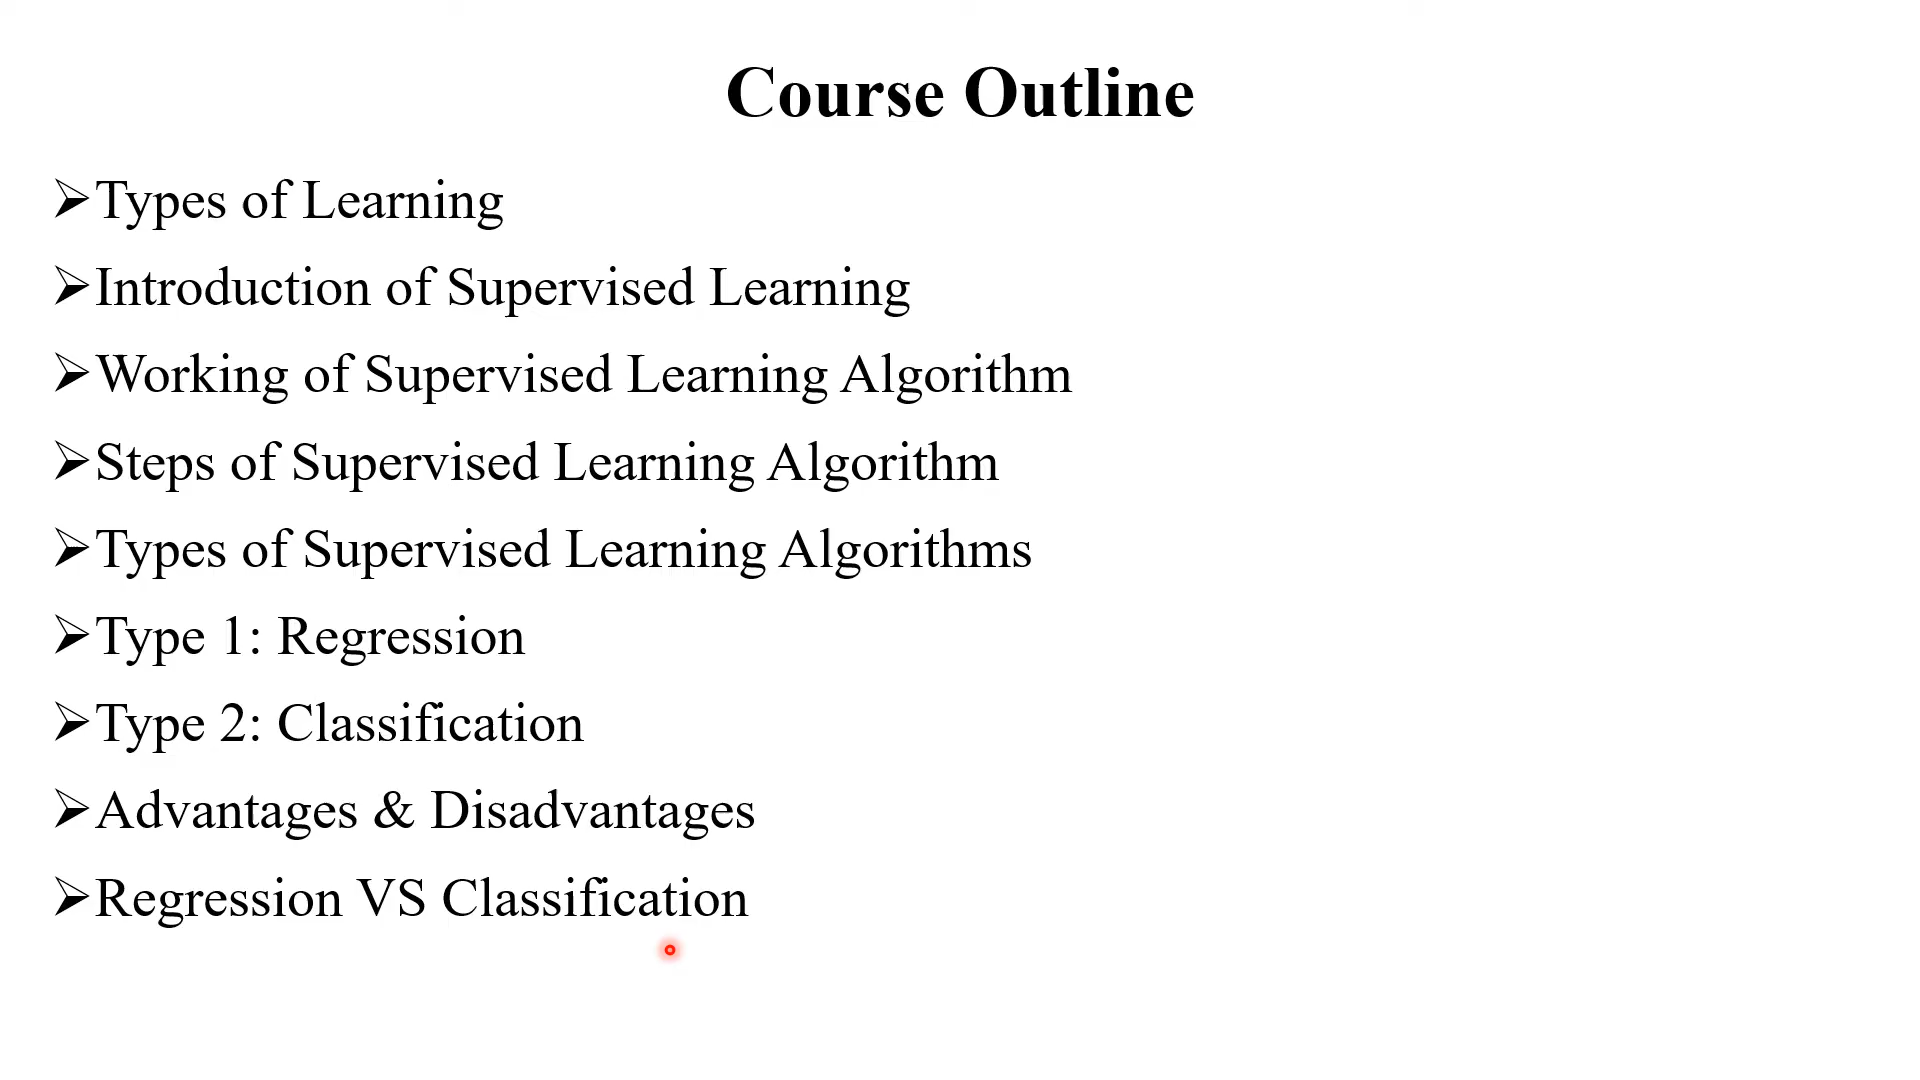 Course Outline
➢Types of Learning
➢Introduction of Supervised Learning
➢Working of Supervised Learning Algorithm
➢Steps of Supervised Learning Algorithm
➢Types of Supervised Learning Algorithms
➢Type 1: Regression
➢Type 2: Classification
➢Advantages & Disadvantages
➢Regression VS Classification